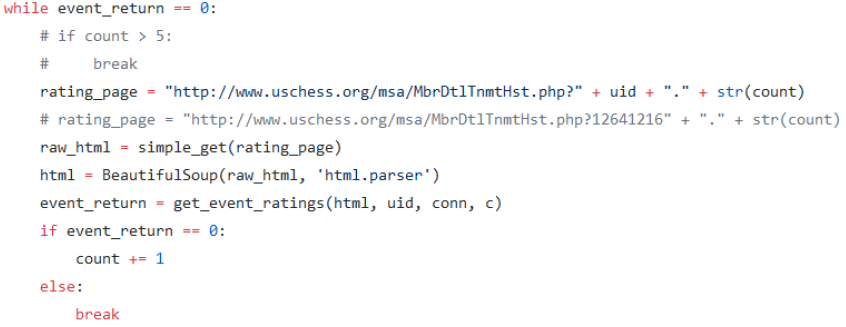 while event_return == 0:
    # if count > 5:
    #     break
    rating_page = "http://www.uschess.org/msa/MbrDtlTnmtHst.php?" + uid + "." + str(count)
    # rating_page = "http://www.uschess.org/msa/MbrDtlTnmtHst.php?12641216" + "." + str(count)
    raw_html = simple_get(rating_page)
    html = BeautifulSoup(raw_html, 'html.parser')
    event_return = get_event_ratings(html, uid, conn, c)
    if event_return == 0:
        count += 1
    else:
        break